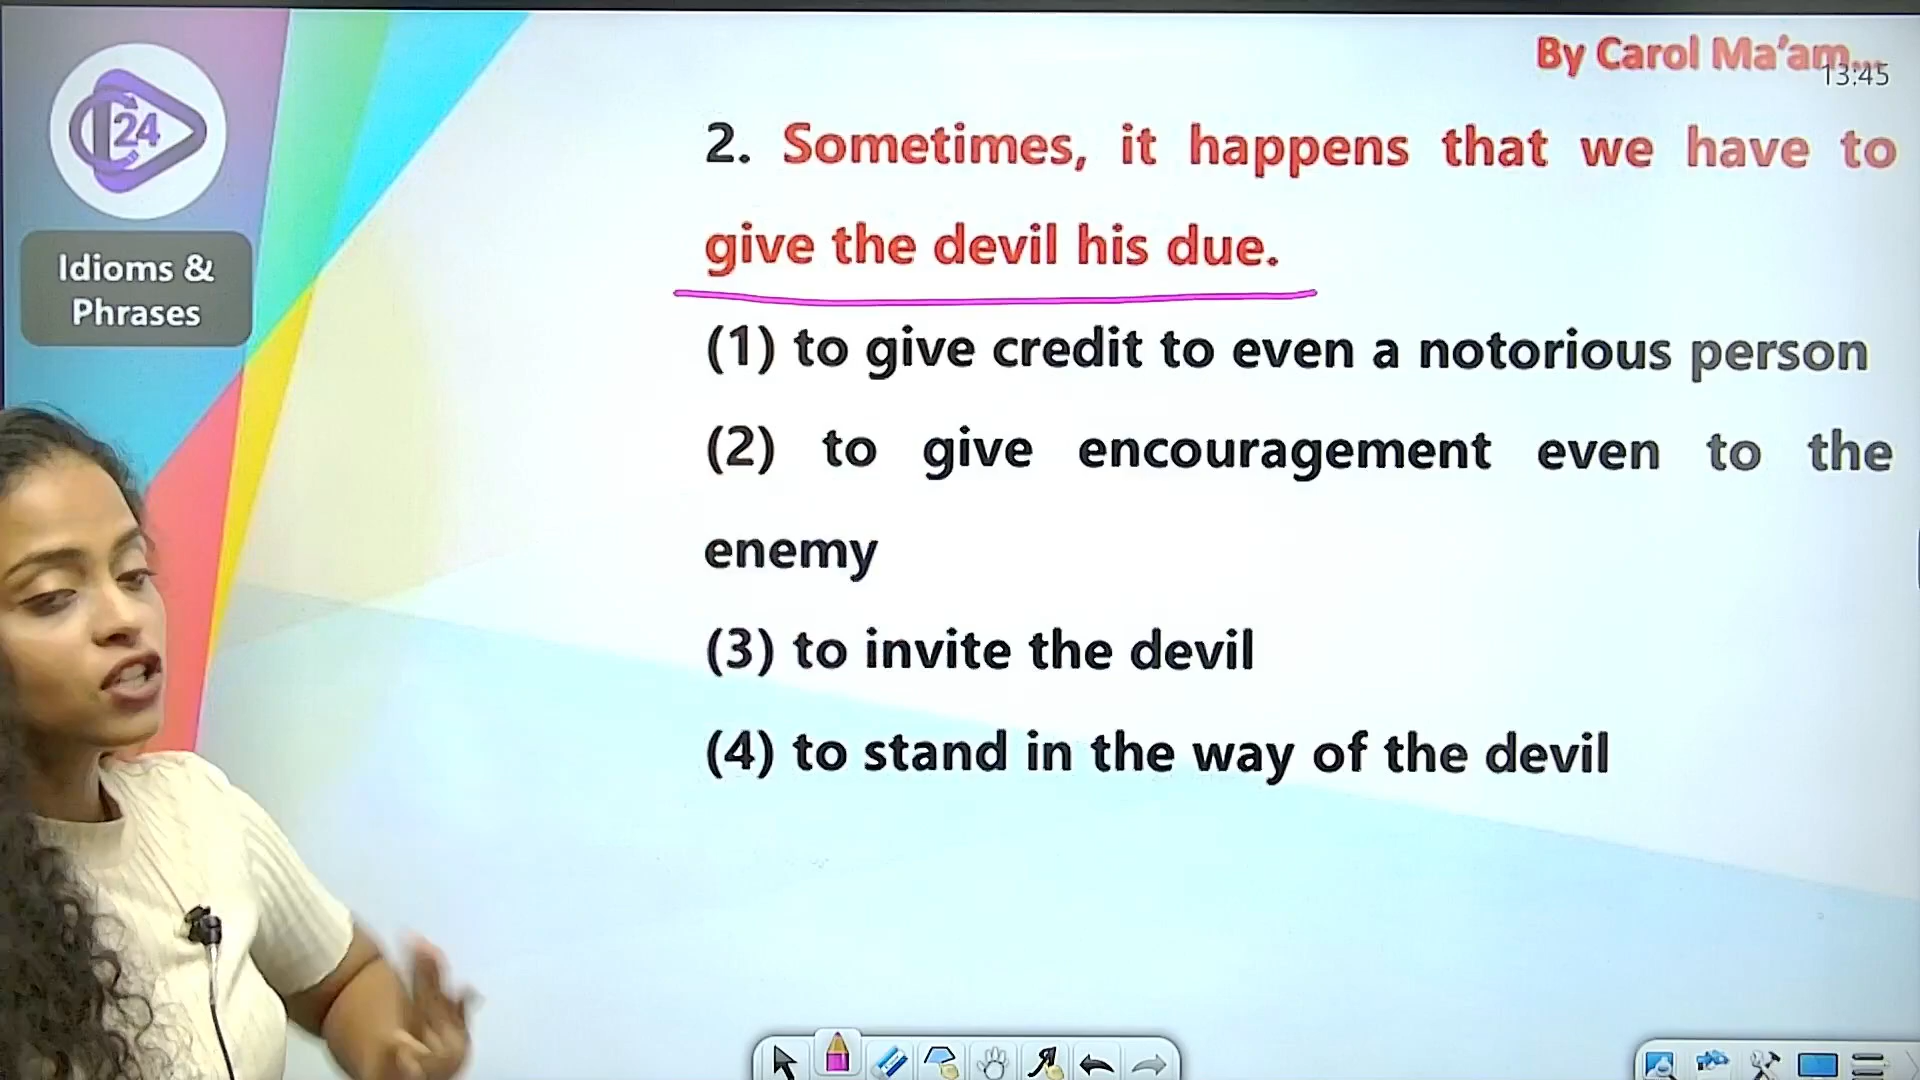 By Carol Ma'am...
13:45
24
Idioms &
Phrases
2. Sometimes, it happens that we have to
give the devil his due.
(1) to give credit to even a notorious person
(2) to give encouragement even to the
enemy
(3) to invite the devil
(4) to stand in the way of the devil